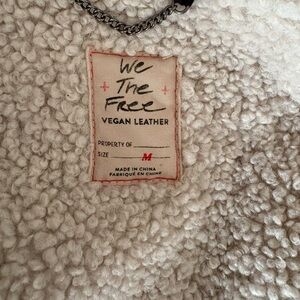 We
The
Free
VEGAN LEATHER
PROPERTY OF
SIZE M
MADE IN CHINA
FABRIQUÉ EN CHINE